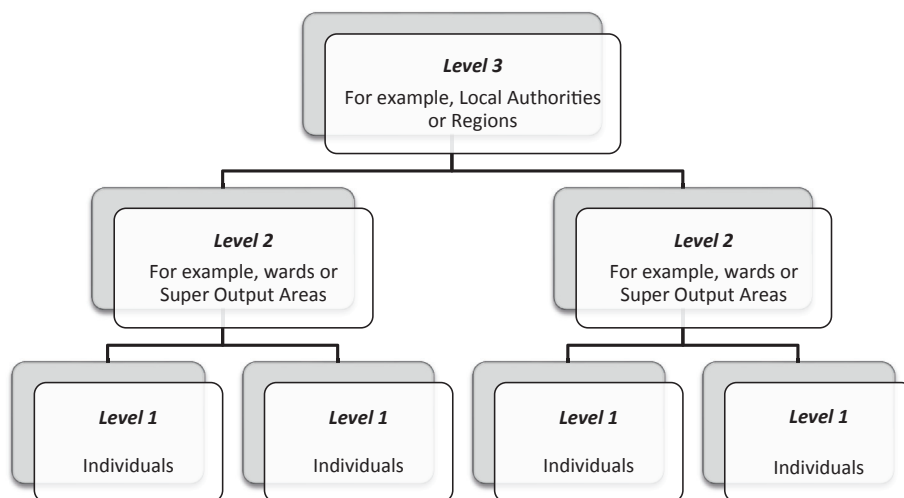 Level 3
For example, Local Authorities
or Regions
Level 2
For example, wards or
Super Output Areas
Level 2
For example, wards or
Super Output Areas
Level 1
Individuals
Level 1
Individuals
Level 1
Individuals
Level 1
Individuals